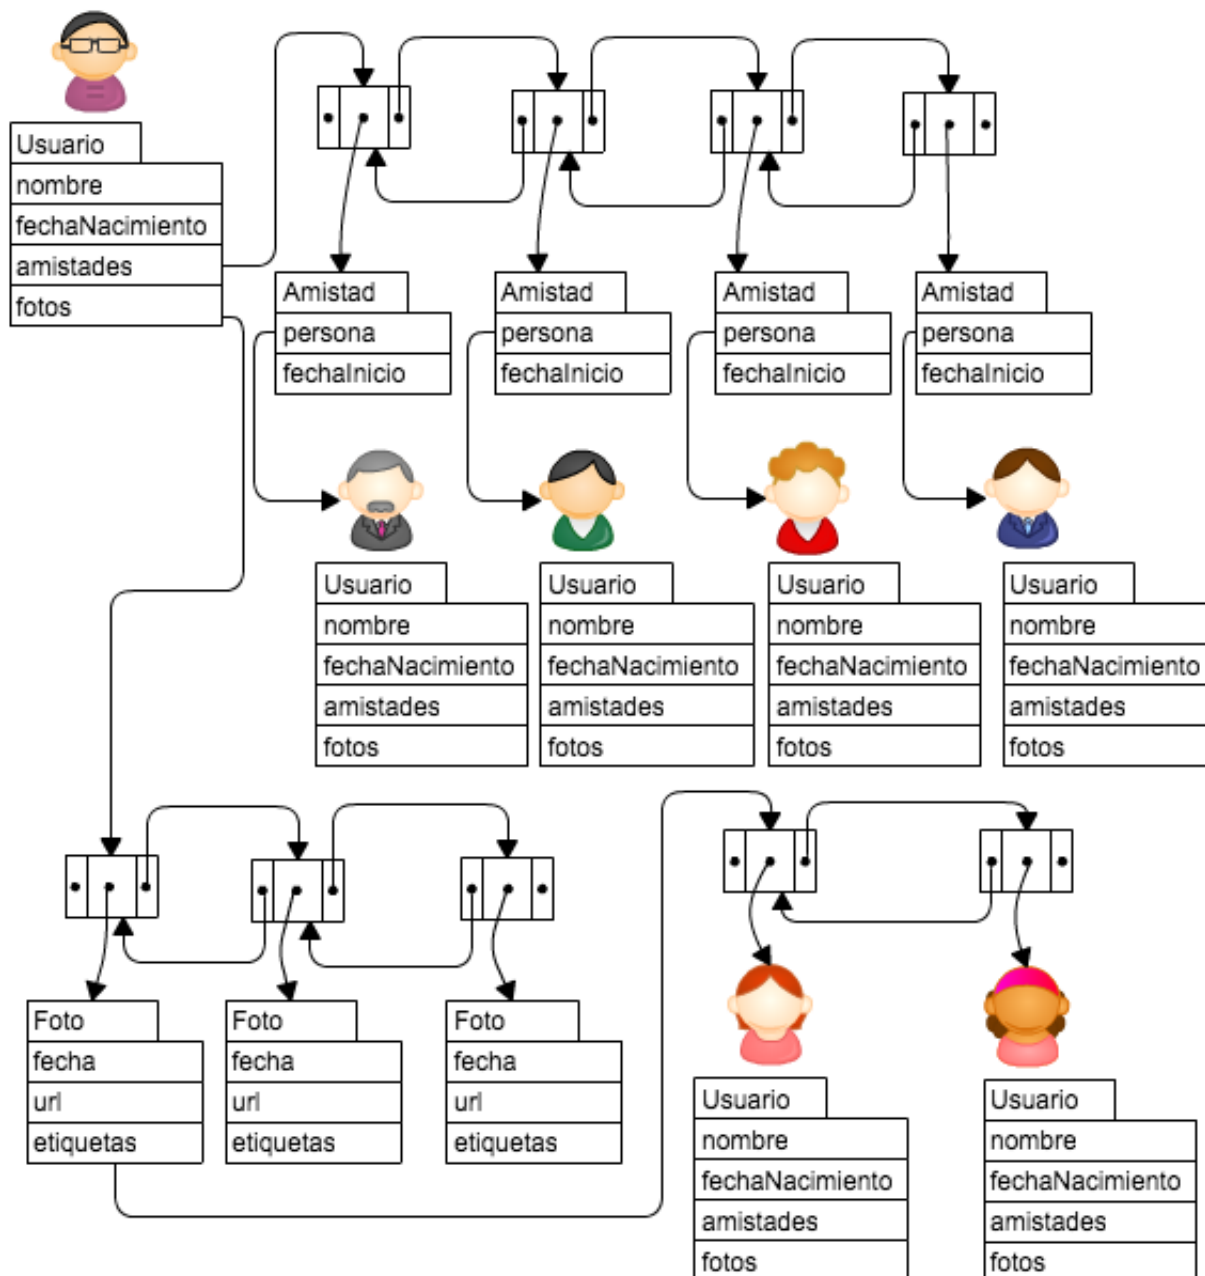 Usuario
nombre
fechaNacimiento
amistades
fotos
Amistad
persona
fechaInicio
Amistad
persona
fechaInicio
Amistad
persona
fechaInicio
Amistad
persona
fechaInicio
Usuario
nombre
fechaNacimiento
amistades
fotos
Usuario
nombre
fechaNacimiento
amistades
fotos
Usuario
nombre
fechaNacimiento
amistades
fotos
Usuario
nombre
fechaNacimiento
amistades
fotos
Foto
fecha
url
etiquetas
Foto
fecha
url
etiquetas
Foto
fecha
url
etiquetas
Usuario
nombre
fechaNacimiento
amistades
fotos
Usuario
nombre
fechaNacimiento
amistades
fotos